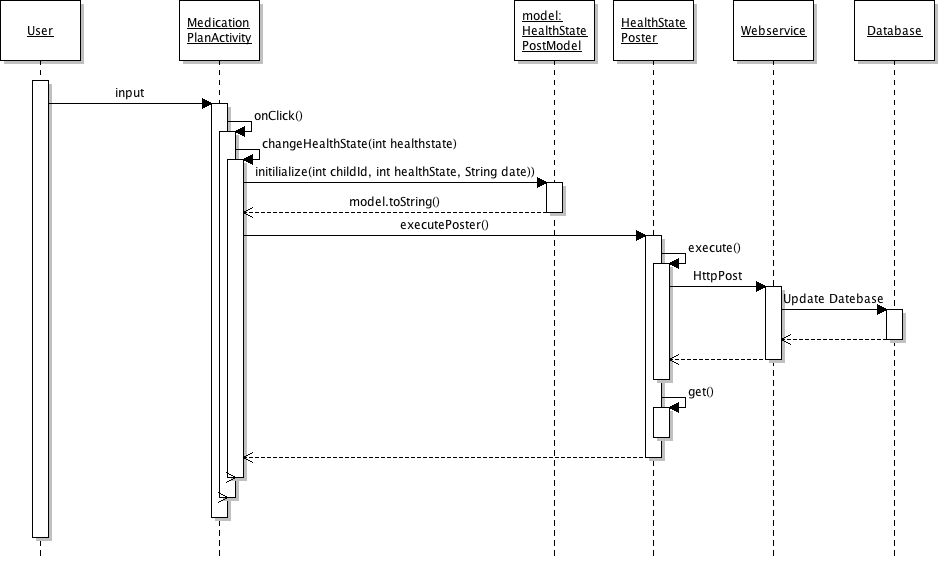 User
Medication
PlanActivity
model:
HealthState
PostModel
HealthState
Poster
Webservice
Database
input
onClick()
changeHealthState(int healthstate)
initilialize(int childId, int healthState, String date))
model.toString()
executePoster()
execute()
HttpPost
Update Datebase
get()